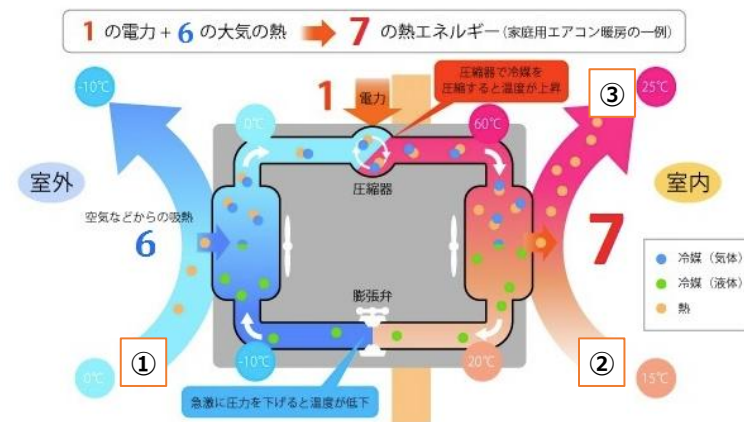 1 の電力 + 6 の大気の熱 7 の熱エネルギー(家庭用エアコン暖房の一例)
-10℃
1
電力
圧縮器で冷媒を
圧縮すると温度が上昇
③
25℃
0℃
60℃
室外
圧縮器
室内
空気などからの吸熱
6
7
冷媒(気体)
冷媒(液体)
熱
膨張弁
0℃
①
-10℃
20℃
②
15℃
急激に圧力を下げると温度が低下